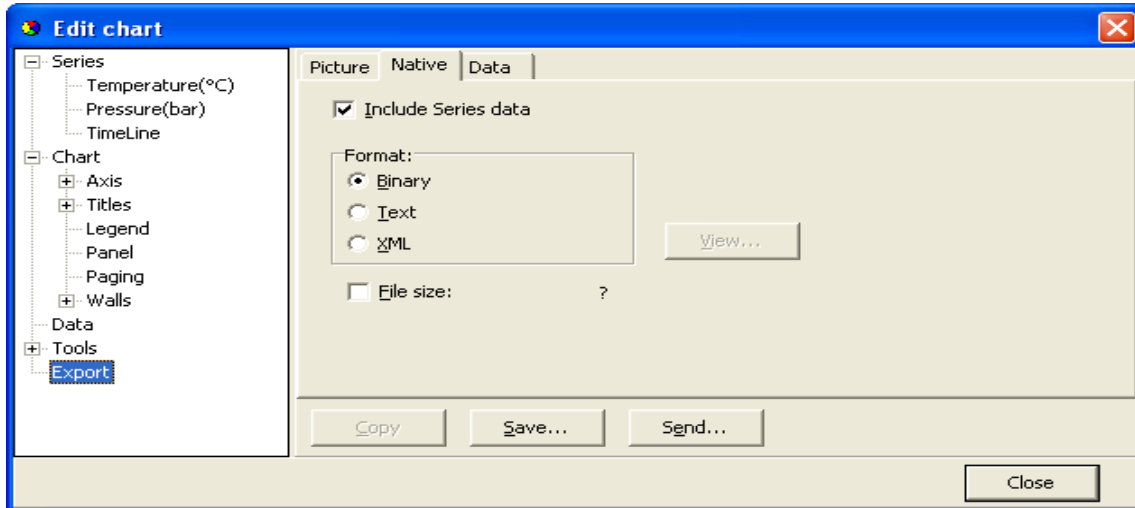 Edit chart
Series
Temperature(°C)
Pressure(bar)
TimeLine
Chart
Axis
Titles
Legend
Panel
Paging
Walls
Data
Tools
Export
Picture Native Data
Include Series data
Format:
Binary
Text
XML
View...
File size: ?
Copy Save... Send...
Close